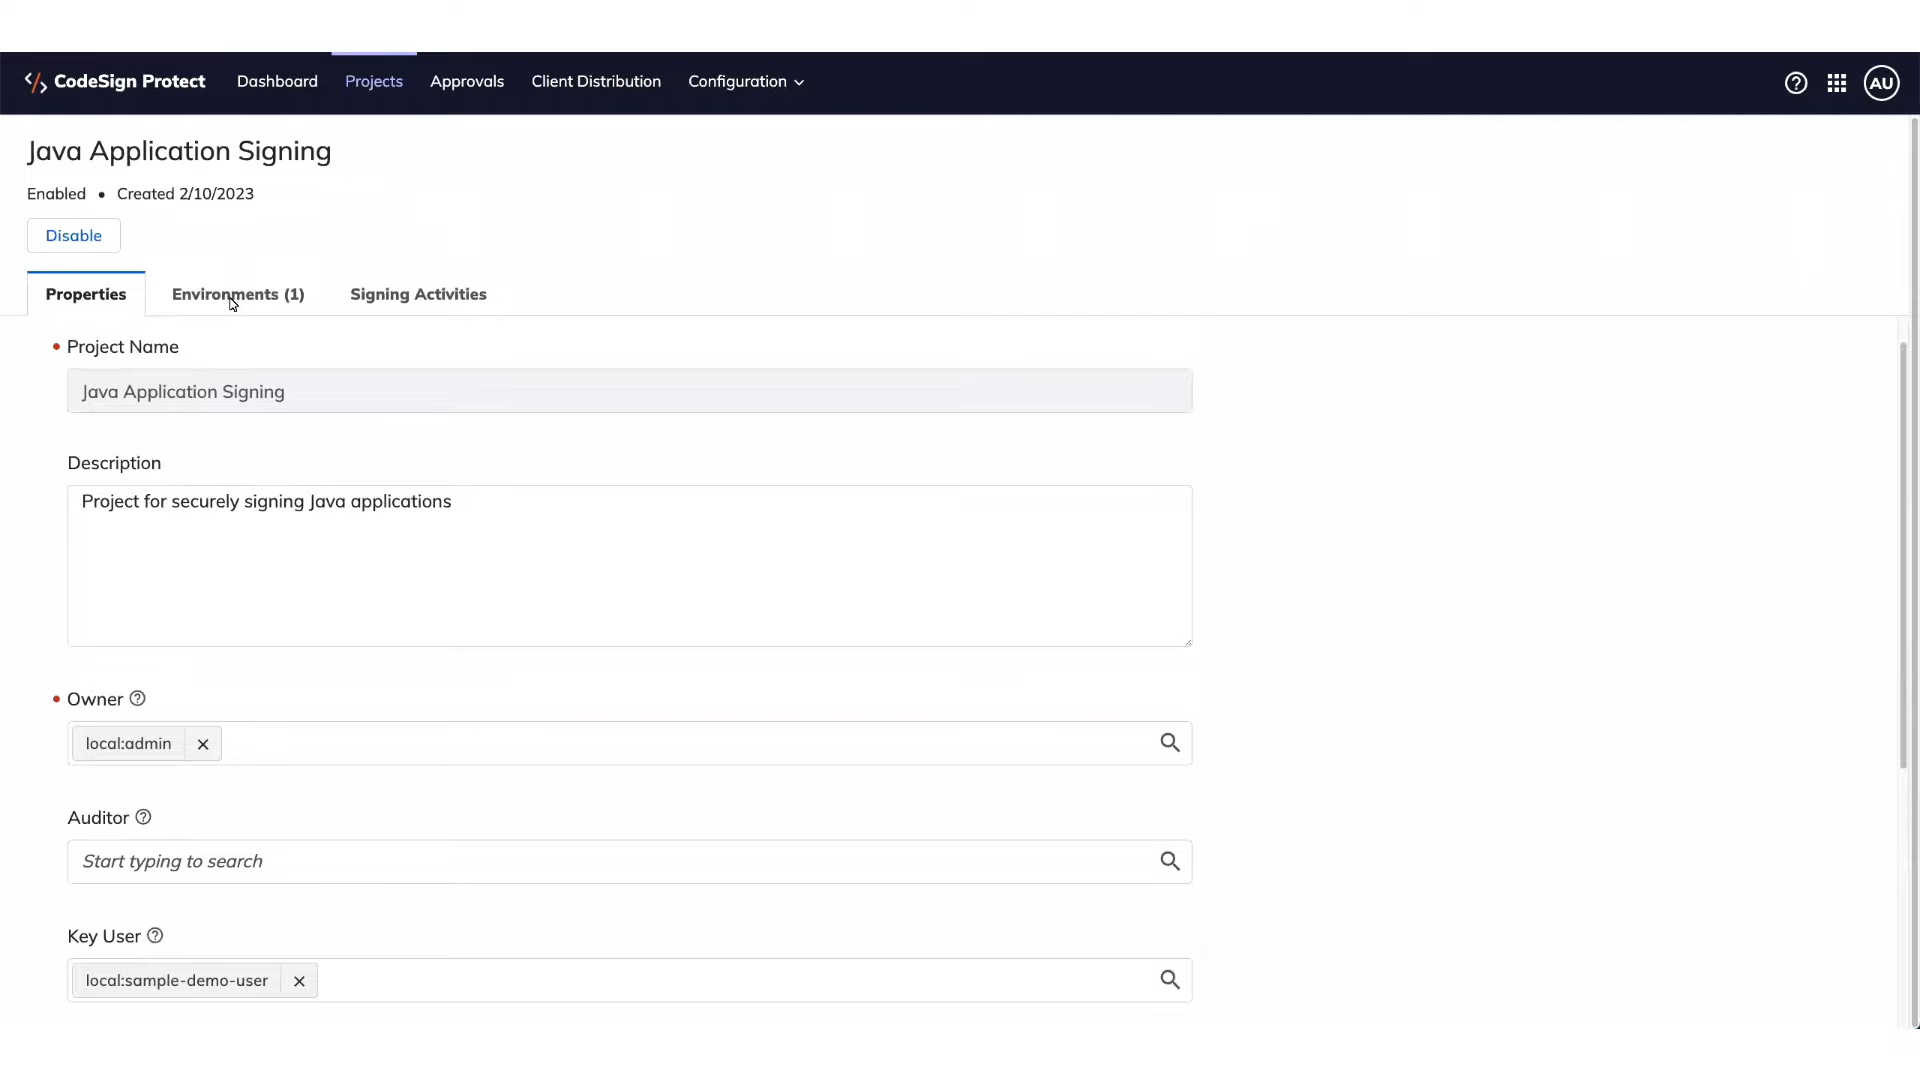 CodeSign Protect Dashboard Projects Approvals Client Distribution Configuration AU
Java Application Signing
Enabled • Created 2/10/2023
Disable
Properties Environments (1) Signing Activities
• Project Name
Java Application Signing
Description
Project for securely signing Java applications
• Owner
local:admin
Auditor
Start typing to search
Key User
local:sample-demo-user